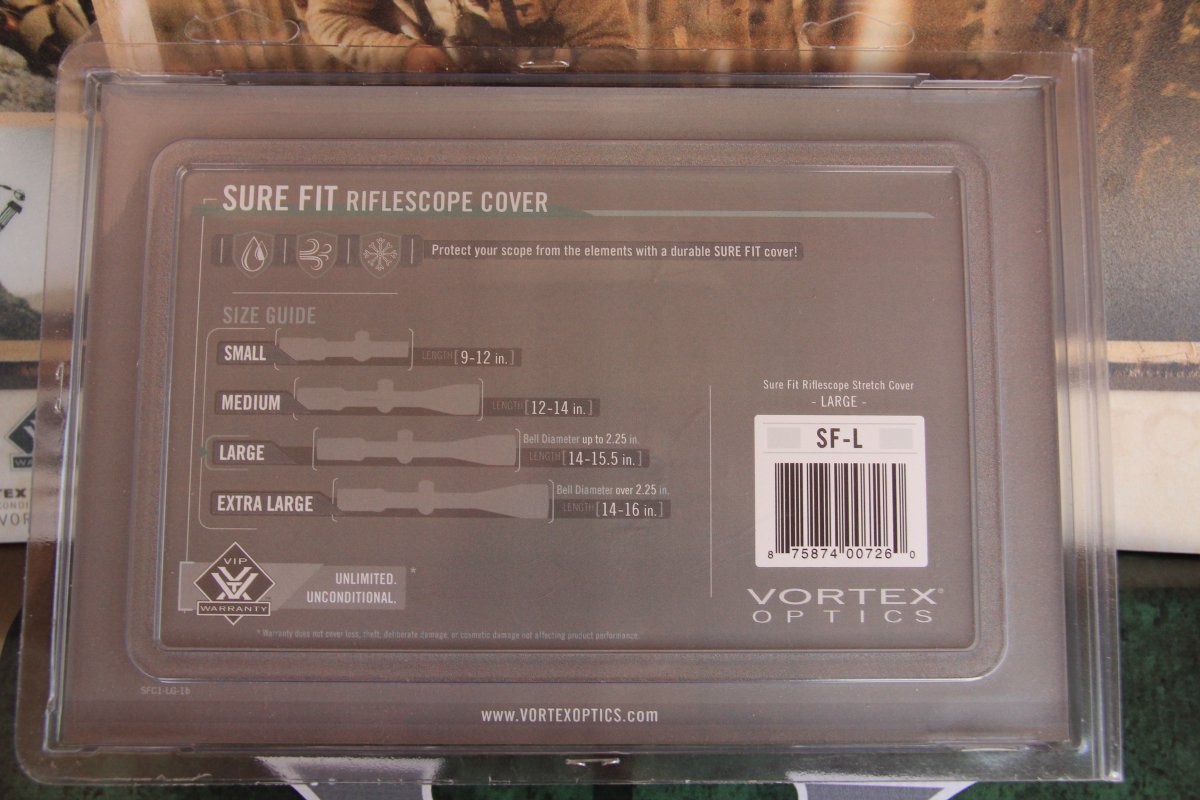 SURE FIT RIFLESCOPE COVER
Protect your scope from the elements with a durable SURE FIT cover!
SIZE GUIDE
SMALL LENGTH [9-12 in.]
MEDIUM LENGTH [12-14 in.]
Bell Diameter up to 2.25 in.
LARGE LENGTH [14-15.5 in.]
Bell Diameter over 2.25 in.
EXTRA LARGE LENGTH [14-16 in.]
Sure Fit Riflescope Stretch Cover
- LARGE -
SF-L
8 75874 00726 0
VORTEX®
OPTICS
VIP
WARRANTY
UNLIMITED. *
UNCONDITIONAL.
* Warranty does not cover loss, theft, deliberate damage, or cosmetic damage not affecting product performance.
SFC1-LG-1b
www.VORTEXOPTICS.com